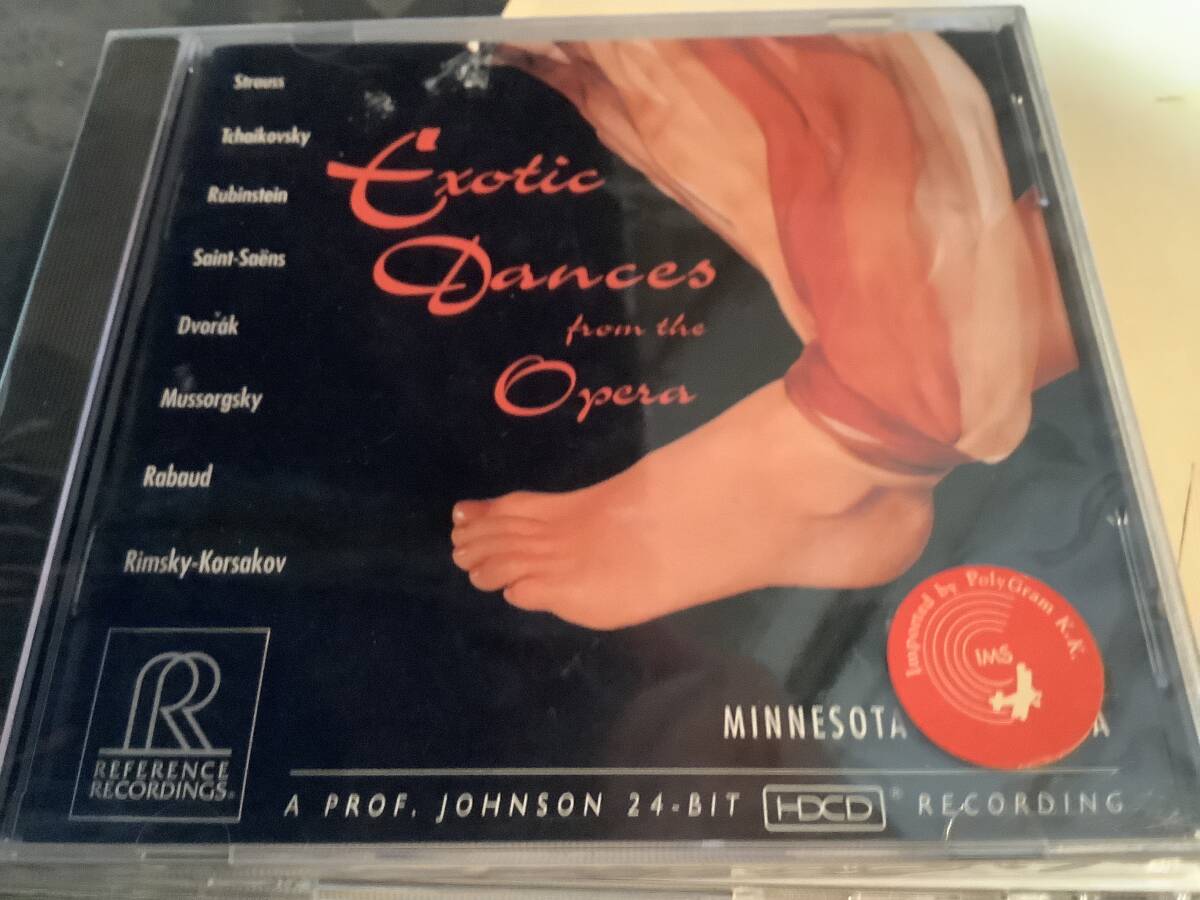 Strauss
Tchaikovsky
Rubinstein
Saint-Saëns
Dvořák
Mussorgsky
Rabaud
Rimsky-Korsakov
Exotic
Dances
from the
Opera
Imported by PolyGram K.K.
IMS
MINNESOTA A
R
REFERENCE
RECORDINGS®
A PROF. JOHNSON 24-BIT HDCD® RECORDING